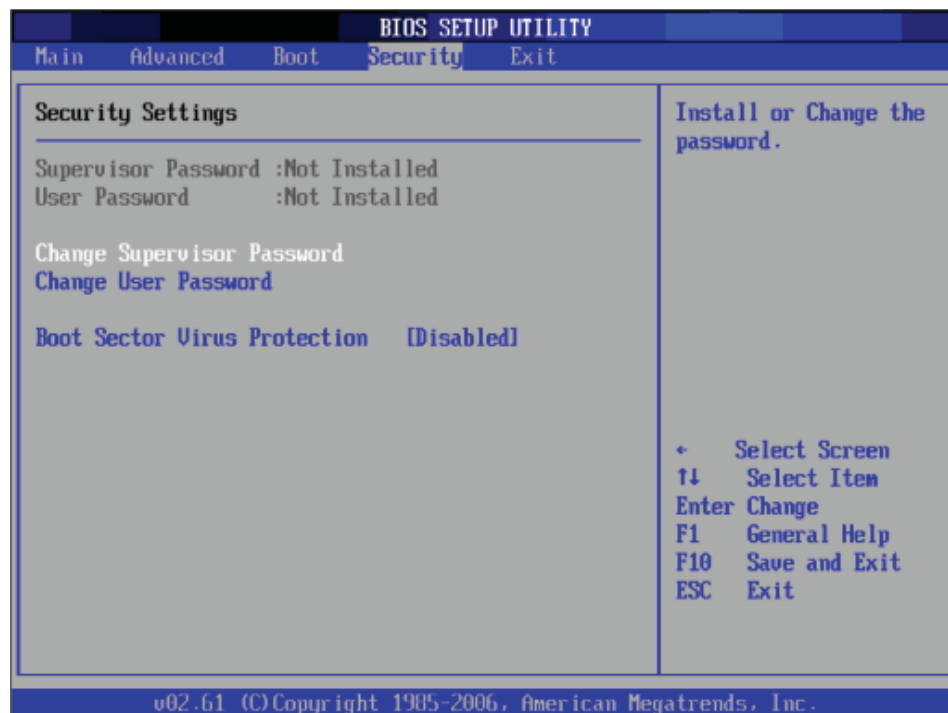 BIOS SETUP UTILITY
Main Advanced Boot Security Exit
Security Settings
Supervisor Password :Not Installed
User Password :Not Installed
Change Supervisor Password
Change User Password
Boot Sector Virus Protection [Disabled]
Install or Change the
password.
← Select Screen
↑↓ Select Item
Enter Change
F1 General Help
F10 Save and Exit
ESC Exit
v02.61 (C)Copyright 1985-2006, American Megatrends, Inc.